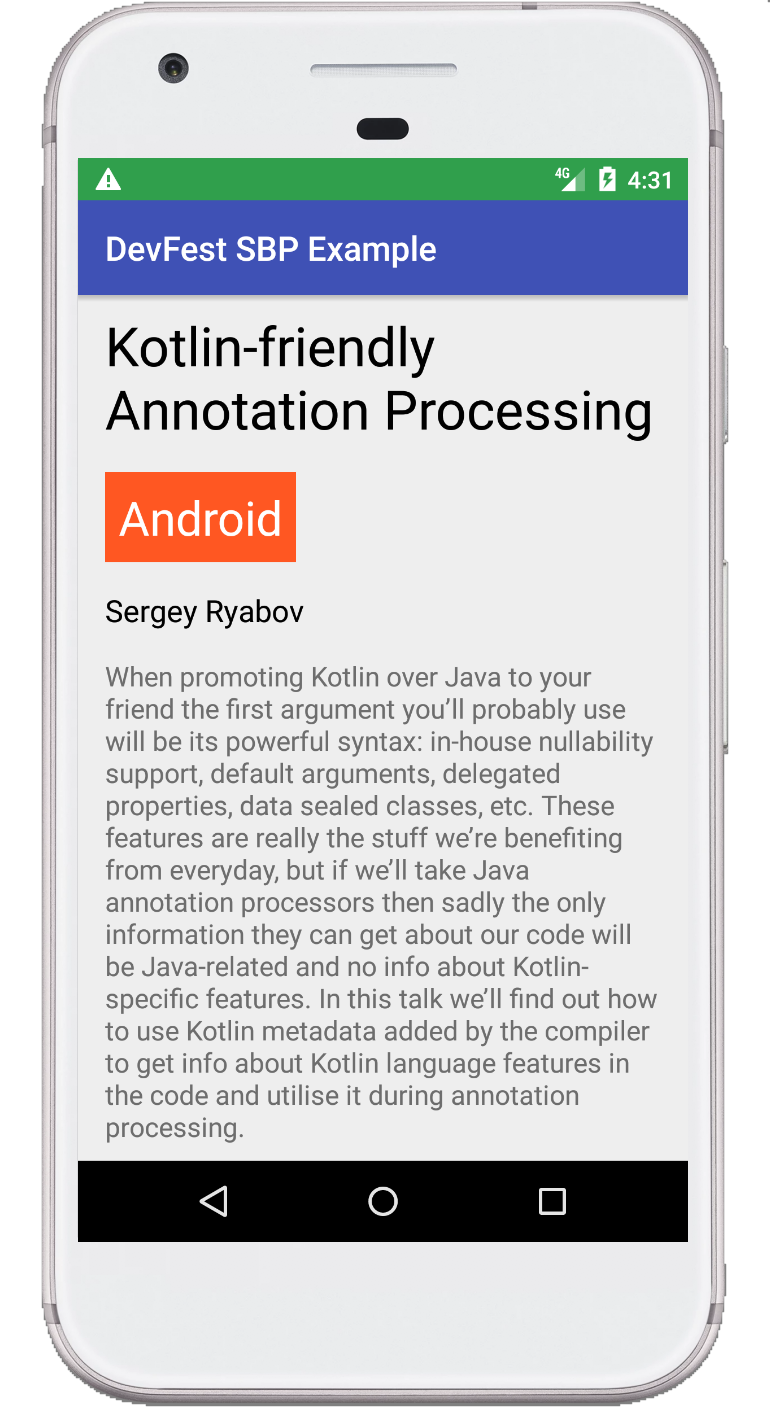 4G 4:31
DevFest SBP Example
Kotlin-friendly
Annotation Processing
Android
Sergey Ryabov
When promoting Kotlin over Java to your
friend the first argument you’ll probably use
will be its powerful syntax: in-house nullability
support, default arguments, delegated
properties, data sealed classes, etc. These
features are really the stuff we’re benefiting
from everyday, but if we’ll take Java
annotation processors then sadly the only
information they can get about our code will
be Java-related and no info about Kotlin-
specific features. In this talk we’ll find out how
to use Kotlin metadata added by the compiler
to get info about Kotlin language features in
the code and utilise it during annotation
processing.